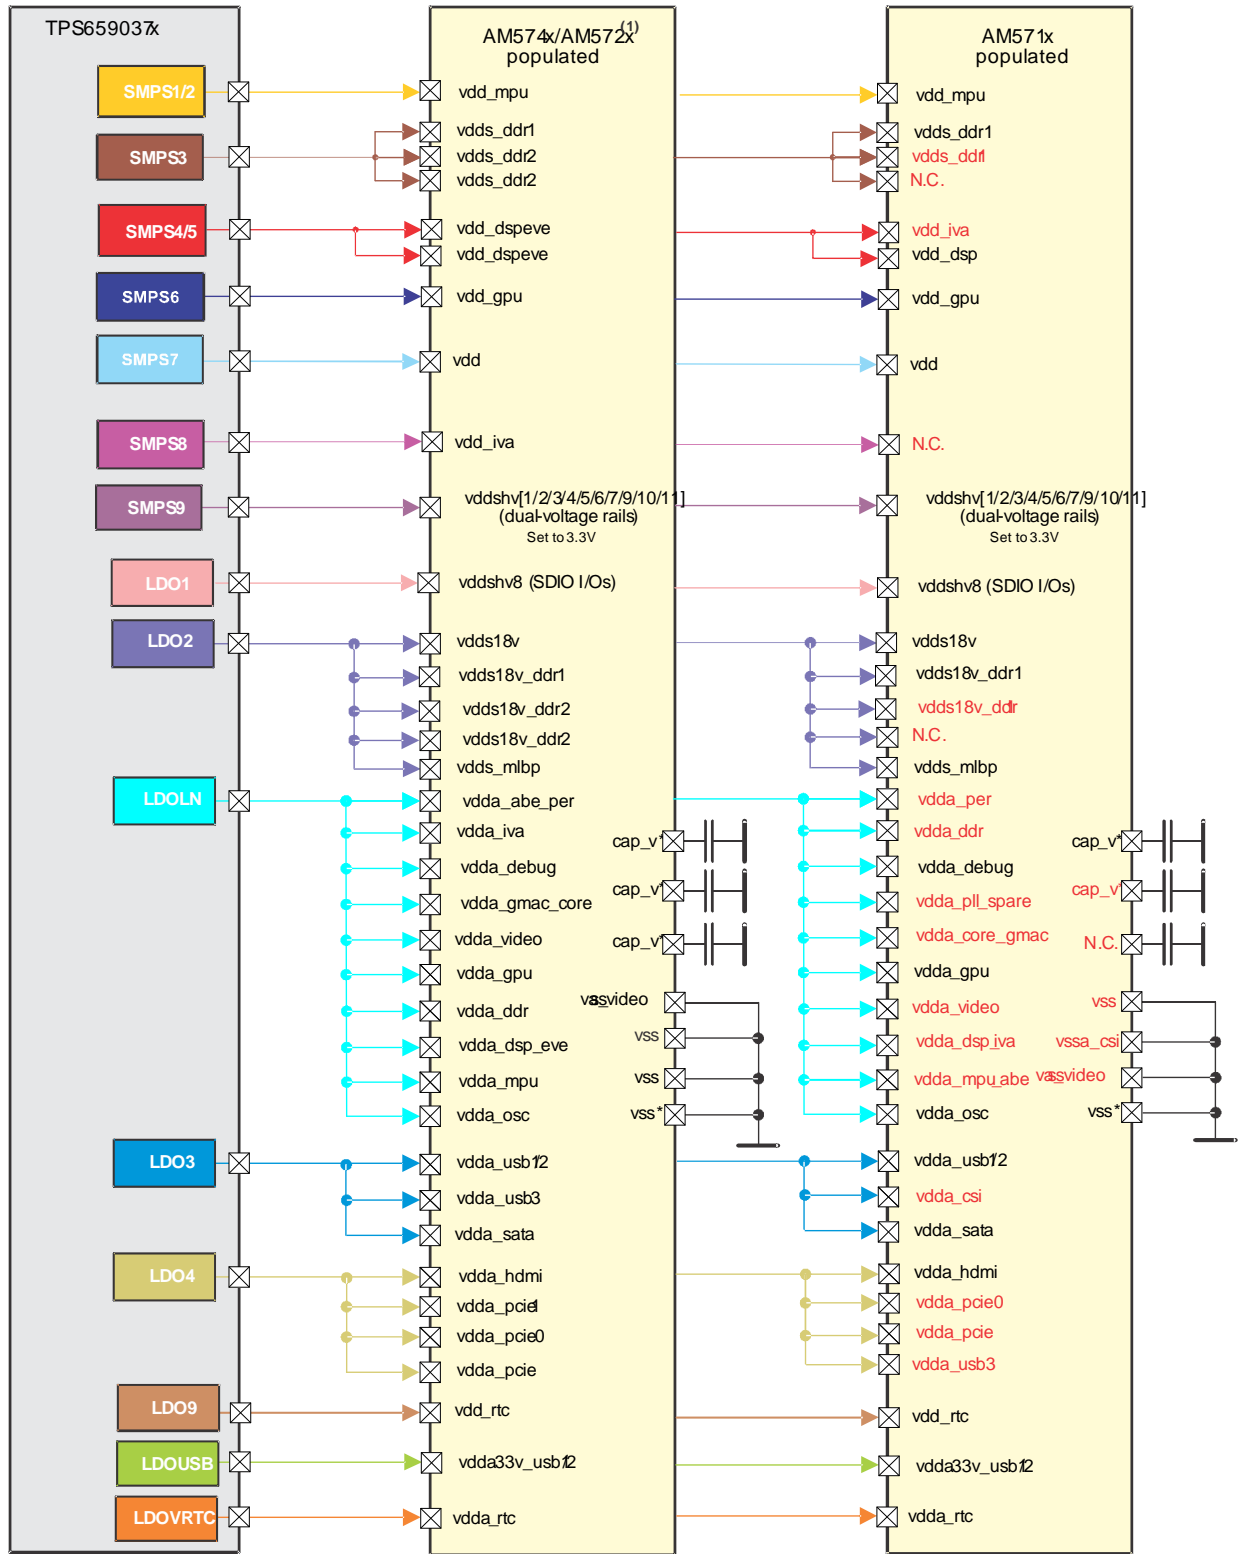 TPS659037x
SMPS1/2
SMPS3
SMPS4/5
SMPS6
SMPS7
SMPS8
SMPS9
LDO1
LDO2
LDOLN
LDO3
LDO4
LDO9
LDOUSB
LDOVRTC
AM574x/AM572x(1)
populated
vdd_mpu
vdds_ddr1
vdds_ddr2
vdds_ddr2
vdd_dspeve
vdd_dspeve
vdd_gpu
vdd
vdd_iva
vddshv[1/2/3/4/5/6/7/9/10/11]
(dual-voltage rails)
Set to 3.3V
vddshv8 (SDIO I/Os)
vdds18v
vdds18v_ddr1
vdds18v_ddr2
vdds18v_ddr2
vdds_mlbp
vdda_abe_per
vdda_iva
vdda_debug
vdda_gmac_core
vdda_video
vdda_gpu
vdda_ddr
vdda_dsp_eve
vdda_mpu
vdda_osc
cap_v*
cap_v*
cap_v*
vssa_video
vss
vss
vss*
vdda_usb1/2
vdda_usb3
vdda_sata
vdda_hdmi
vdda_pcie1
vdda_pcie0
vdda_pcie
vdd_rtc
vdda33v_usb1/2
vdda_rtc
AM571x
populated
vdd_mpu
vdds_ddr1
vdds_ddr1
N.C.
vdd_iva
vdd_dsp
vdd_gpu
vdd
N.C.
vddshv[1/2/3/4/5/6/7/9/10/11]
(dual-voltage rails)
Set to 3.3V
vddshv8 (SDIO I/Os)
vdds18v
vdds18v_ddr1
vdds18v_ddr1
N.C.
vdds_mlbp
vdda_per
vdda_ddr
vdda_debug
vdda_pll_spare
vdda_core_gmac
vdda_gpu
vdda_video
vdda_dsp_iva
vdda_mpu_abe
vdda_osc
cap_v*
cap_v*
N.C.
vss
vssa_csi
vssa_video
vss*
vdda_usb1/2
vdda_csi
vdda_sata
vdda_hdmi
vdda_pcie0
vdda_pcie
vdda_usb3
vdd_rtc
vdda33v_usb1/2
vdda_rtc